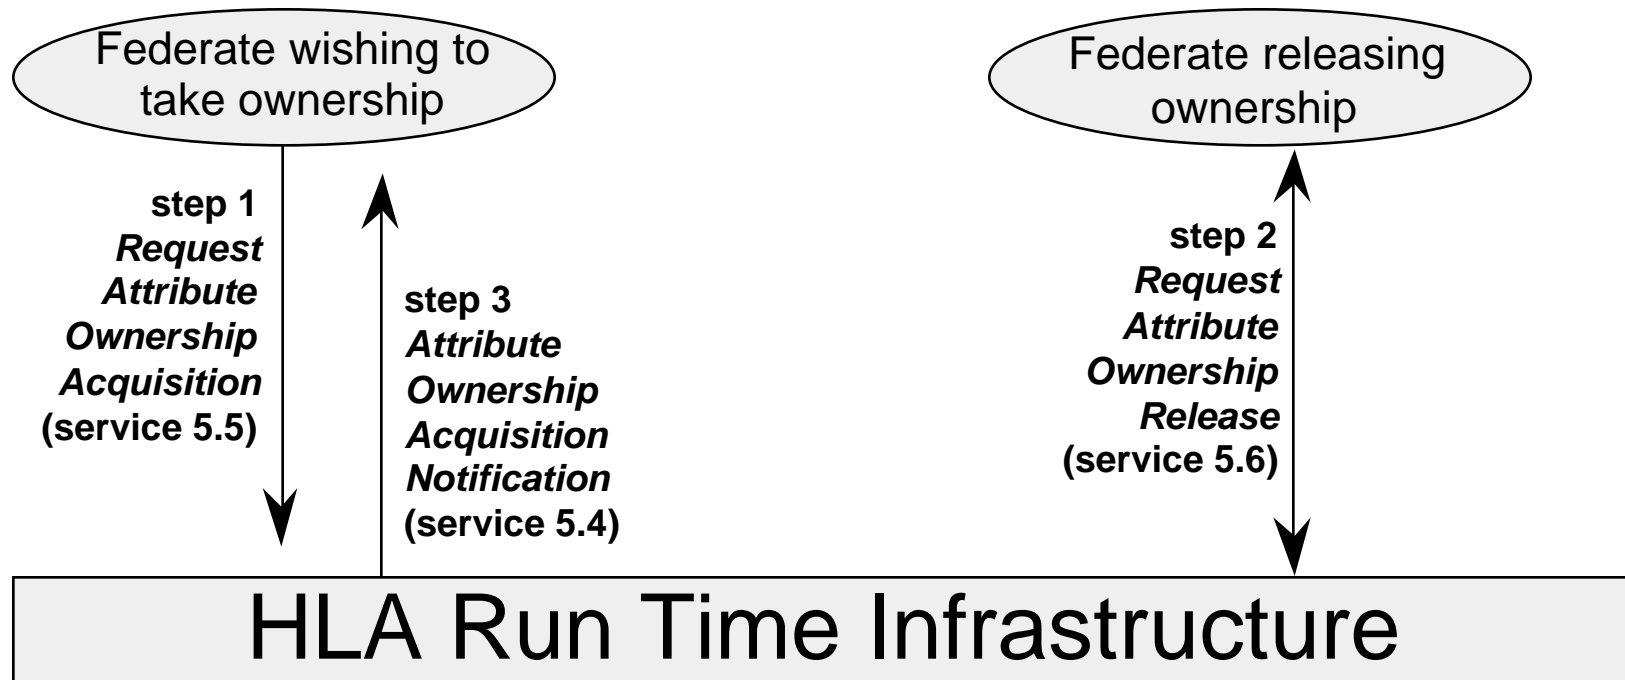 Federate wishing to
take ownership
Federate releasing
ownership
step 1
Request
Attribute
Ownership
Acquisition
(service 5.5)
step 3
Attribute
Ownership
Acquisition
Notification
(service 5.4)
step 2
Request
Attribute
Ownership
Release
(service 5.6)
HLA Run Time Infrastructure